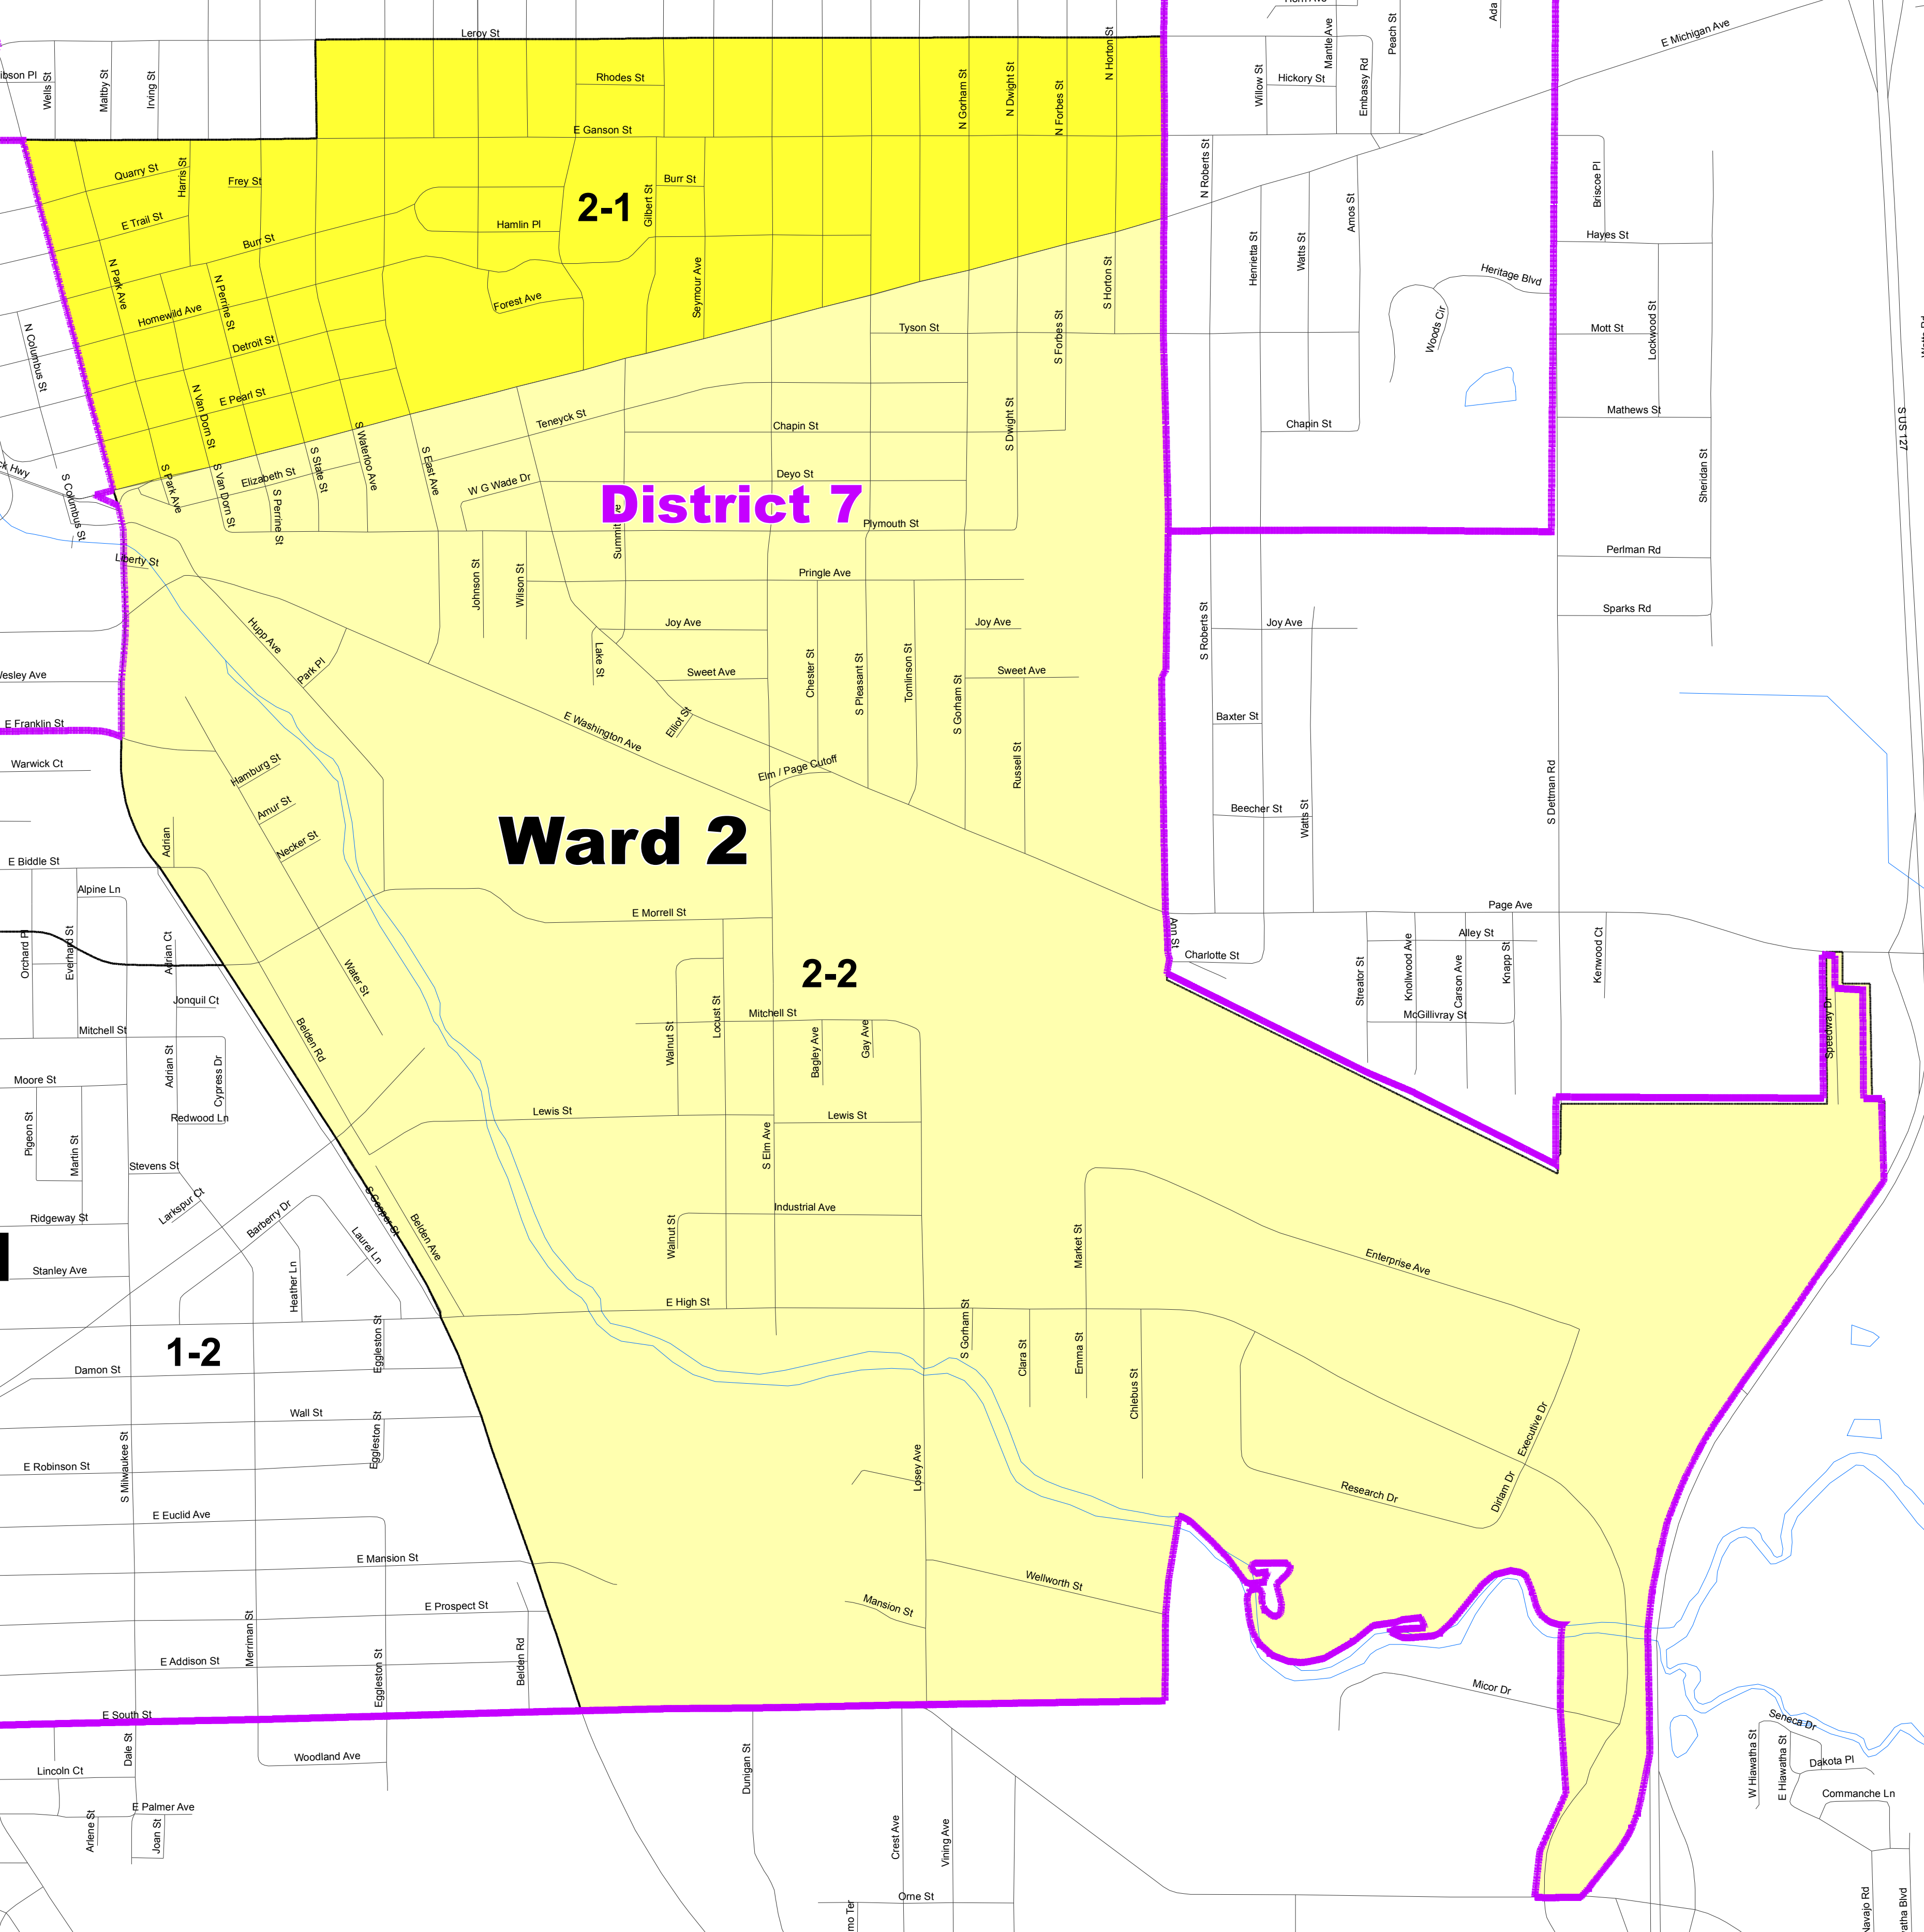 Leroy St
E Michigan Ave
Peach St
Mantle Ave
Embassy Rd
Willow St
Hickory St
Wells St
Maltby St
Irving St
Rhodes St
E Ganson St
N Gorham St
N Dwight St
N Forbes St
N Horton St
Quarry St
Harris St
Frey St
E Trail St
Burr St
Hamlin Pl
Gilbert St
Burr St
2-1
N Roberts St
Henrietta St
Watts St
Amos St
Briscoe Pl
Hayes St
Heritage Blvd
Woods Cir
Mott St
Lockwood St
Mathews St
Sheridan St
S US 127
N Park Ave
N Perrine St
Homewild Ave
Detroit St
Forest Ave
Seymour Ave
Tyson St
S Forbes St
S Horton St
N Columbus St
N Van Dorn St
E Pearl St
Teneyck St
Chapin St
S Dwight St
Chapin St
S Waterloo Ave
S East Ave
S Columbus St
S Park Ave
S Van Dorn St
Elizabeth St
S State St
S Perrine St
W G Wade Dr
Deyo St
District 7
Plymouth St
Liberty St
Johnson St
Wilson St
Pringle Ave
Perlman Rd
Sparks Rd
Hupp Ave
Park Pl
Joy Ave
Joy Ave
Joy Ave
S Roberts St
Lake St
Sweet Ave
Sweet Ave
Chester St
S Pleasant St
Tomlinson St
S Gorham St
Russell St
E Franklin St
Warwick Ct
E Washington Ave
Elliot St
Elm / Page Cutoff
Baxter St
Beecher St
Watts St
S Dettman Rd
Hamburg St
Amur St
Necker St
Adrian
Ward 2
E Biddle St
Alpine Ln
Orchard Pl
Everhard St
Adrian Ct
E Morrell St
Page Ave
Ann St
Charlotte St
Alley St
Streator St
Knollwood Ave
Carson Ave
Knapp St
Kenwood Ct
McGillivray St
Speedway Dr
2-2
Water St
Jonquil Ct
Mitchell St
Belden Rd
Walnut St
Locust St
Mitchell St
Bagley Ave
Gay Ave
Moore St
Adrian St
Cypress Dr
Redwood Ln
Pigeon St
Martin St
Stevens St
Lewis St
Lewis St
S Elm Ave
Larkspur Ct
Ridgeway St
Barberry Dr
Laurel Ln
S Cooper St
Belden Ave
Industrial Ave
Walnut St
Market St
Enterprise Ave
Stanley Ave
Heather Ln
E High St
1-2
Eggleston St
S Gorham St
Clara St
Emma St
Chlebus St
Damon St
Wall St
Eggleston St
E Robinson St
S Milwaukee St
Losey Ave
Executive Dr
Dirlam Dr
Research Dr
E Euclid Ave
E Mansion St
Wellworth St
Mansion St
E Prospect St
Merriman St
E Addison St
Eggleston St
Belden Rd
Micor Dr
E South St
Dale St
Woodland Ave
Lincoln Ct
Dunigan St
Seneca Dr
W Hiawatha St
E Hiawatha St
Dakota Pl
Commanche Ln
E Palmer Ave
Arlene St
Joan St
Crest Ave
Vining Ave
Orne St
Navajo Rd